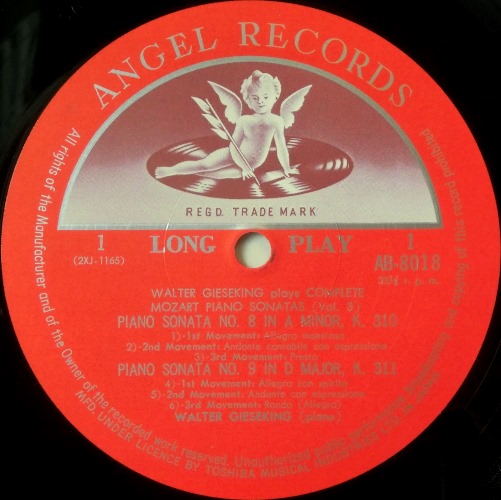 ANGEL RECORDS
REGD. TRADE MARK
1 LONG PLAY 1
(2XJ-1165) AB-8018
33⅓ r. p. m.
WALTER GIESEKING plays COMPLETE
MOZART PIANO SONATAS (Vol. 3)
PIANO SONATA NO. 8 IN A MINOR, K. 310
1)-1st Movement: Allegro maestoso
2)-2nd Movement: Andante cantabile con espressione
3)-3rd Movement: Presto
PIANO SONATA NO. 9 IN D MAJOR, K. 311
4)-1st Movement: Allegro con spirito
5)-2nd Movement: Andante con espressione
6)-3rd Movement: Rondo (Allegro)
WALTER GIESEKING (piano)
All rights of the Manufacturer and of the Owner of the recorded work reserved. Unauthorised public performance, broadcasting and copying of this record prohibited
MFD. UNDER LICENCE BY TOSHIBA MUSICAL